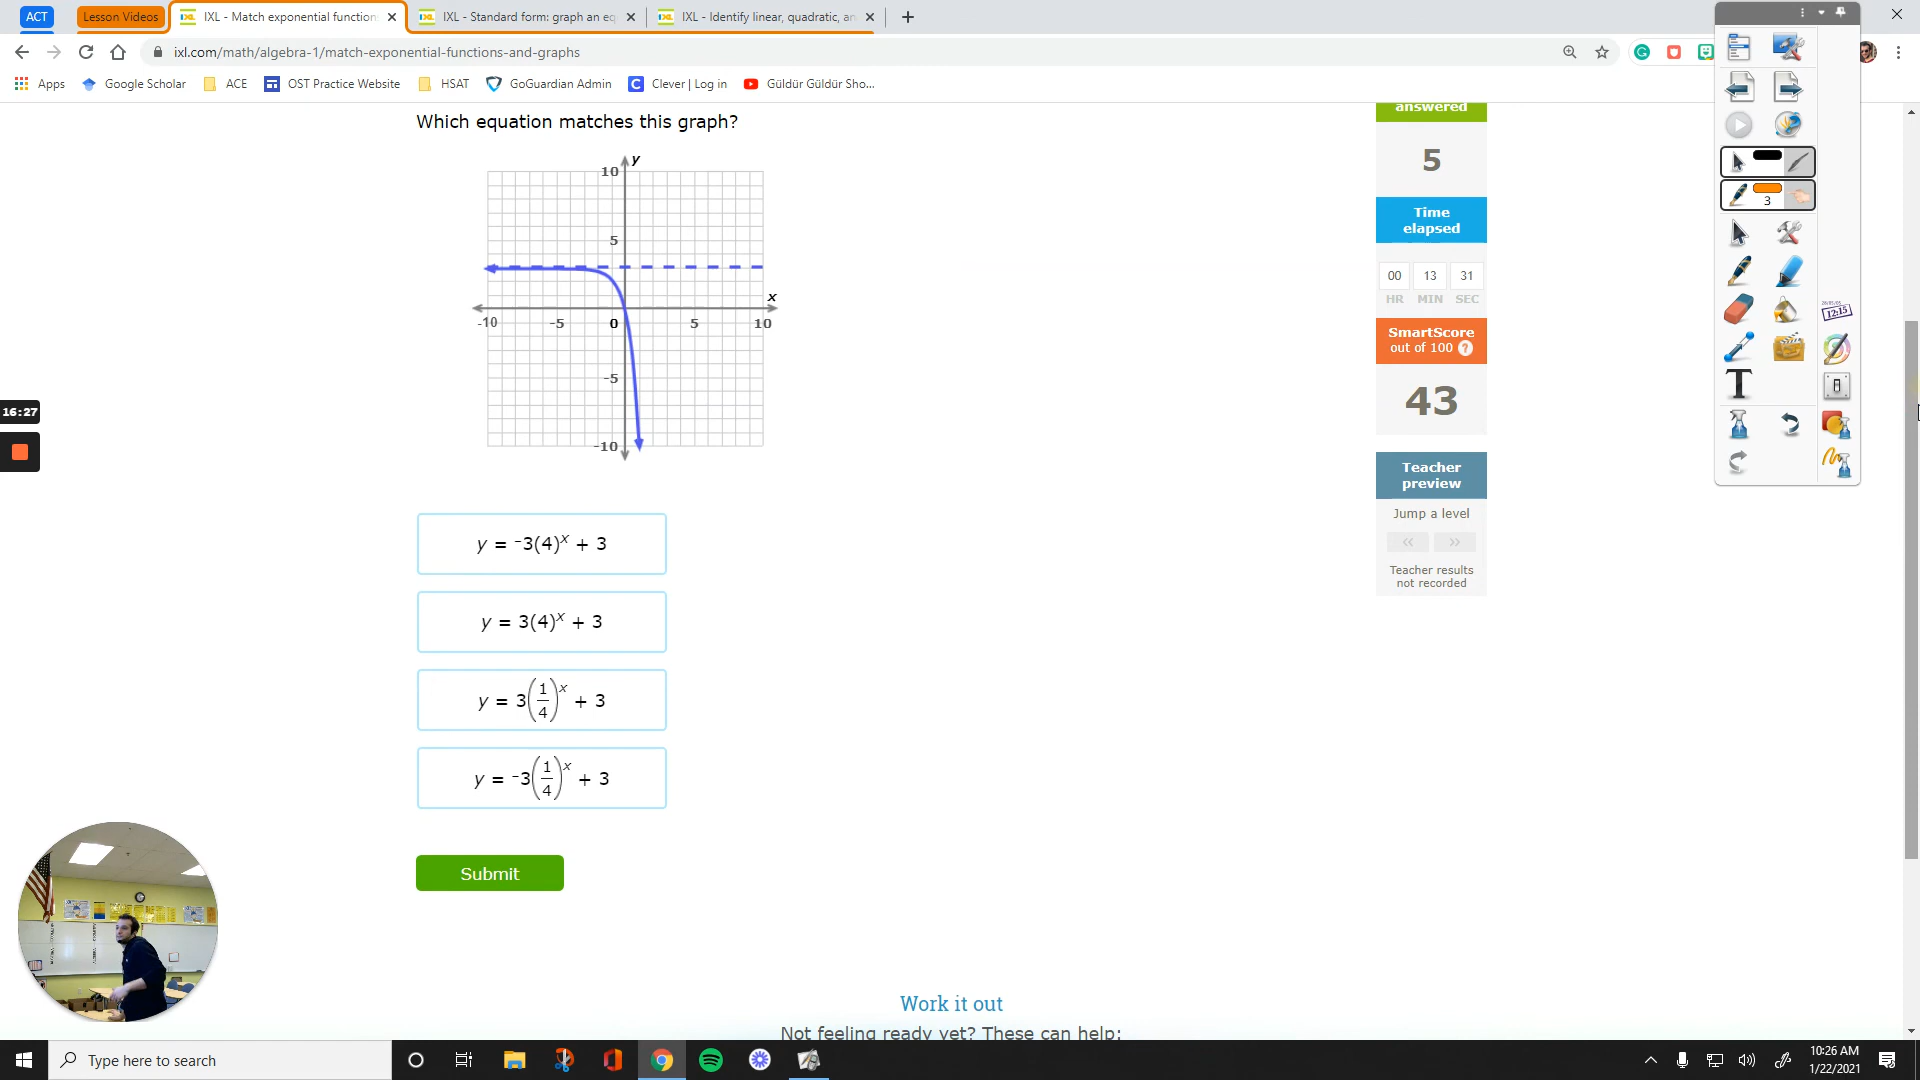 ACT
Lesson Videos
IXL - Match exponential function
IXL - Standard form: graph an eq
IXL - Identify linear, quadratic, an
ixl.com/math/algebra-1/match-exponential-functions-and-graphs
Apps
Google Scholar
ACE
OST Practice Website
HSAT
GoGuardian Admin
Clever | Log in
Güldür Güldür Sho...
Which equation matches this graph?
y
10
5
x
-10
-5
0
5
10
-5
-10
y = -3(4)ˣ + 3
y = 3(4)ˣ + 3
y = 3(1/4)ˣ + 3
y = -3(1/4)ˣ + 3
Submit
answered
5
Time
elapsed
00 13 31
HR MIN SEC
SmartScore
out of 100 ?
43
Teacher
preview
Jump a level
<< >>
Teacher results
not recorded
3
12:15
T
16:27
Work it out
Not feeling ready yet? These can help:
Type here to search
10:26 AM
1/22/2021